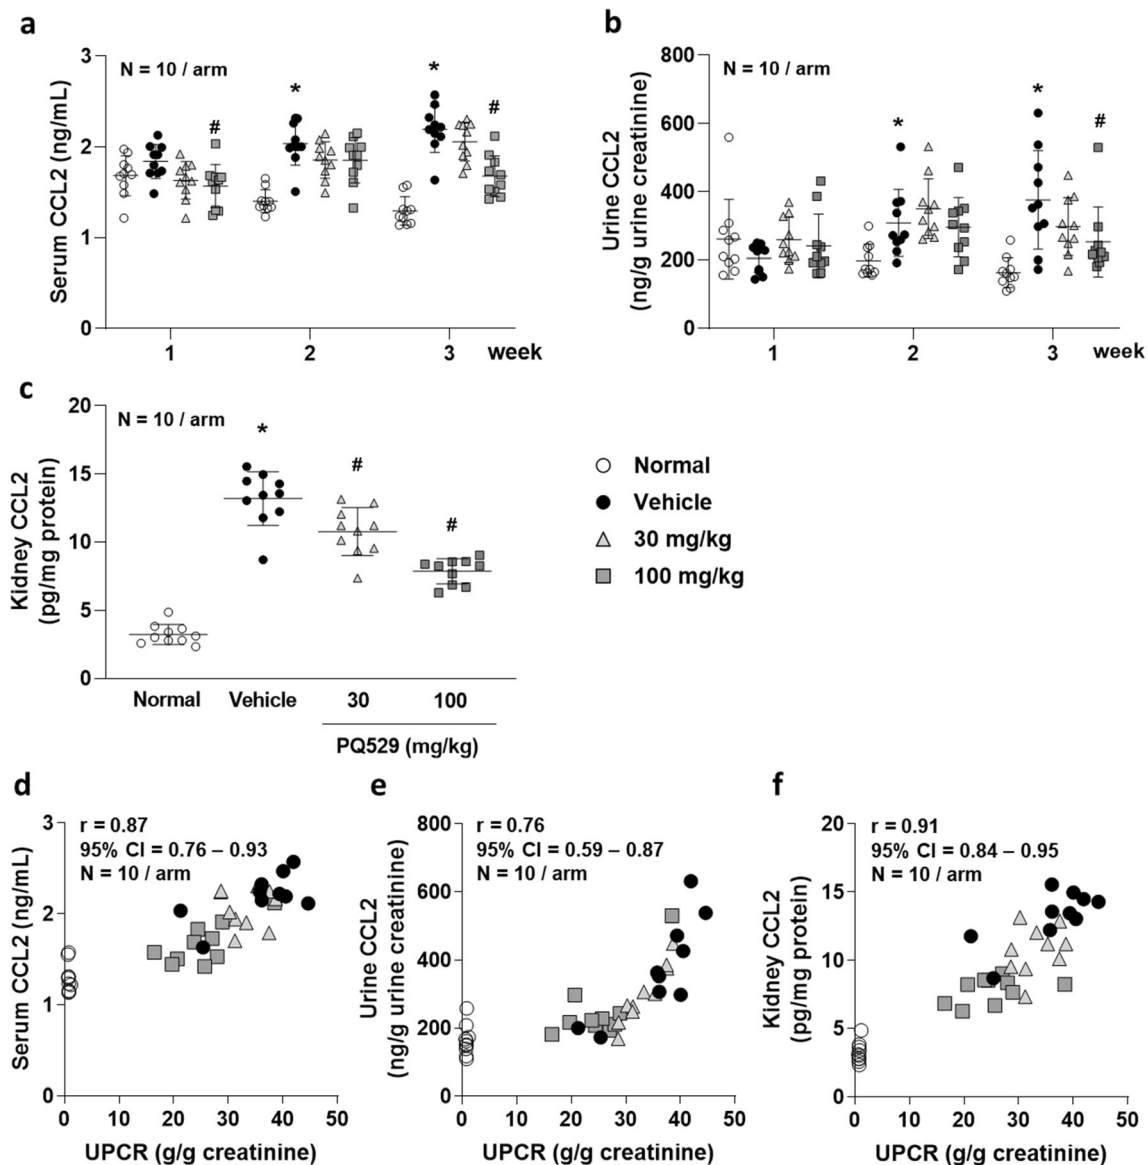 a
Serum CCL2 (ng/mL)
3
2
1
0
N = 10 / arm
#
*
*
#
1 2 3 week
b
Urine CCL2
(ng/g urine creatinine)
800
600
400
200
0
N = 10 / arm
*
*
#
1 2 3 week
c
Kidney CCL2
(pg/mg protein)
20
15
10
5
0
N = 10 / arm
*
#
#
Normal Vehicle 30 100
PQ529 (mg/kg)
Normal
Vehicle
30 mg/kg
100 mg/kg
d
Serum CCL2 (ng/mL)
3
2
1
0
r = 0.87
95% CI = 0.76 – 0.93
N = 10 / arm
0 10 20 30 40 50
UPCR (g/g creatinine)
e
Urine CCL2
(ng/g urine creatinine)
800
600
400
200
0
r = 0.76
95% CI = 0.59 – 0.87
N = 10 / arm
0 10 20 30 40 50
UPCR (g/g creatinine)
f
Kidney CCL2
(pg/mg protein)
20
15
10
5
0
r = 0.91
95% CI = 0.84 – 0.95
N = 10 / arm
0 10 20 30 40 50
UPCR (g/g creatinine)